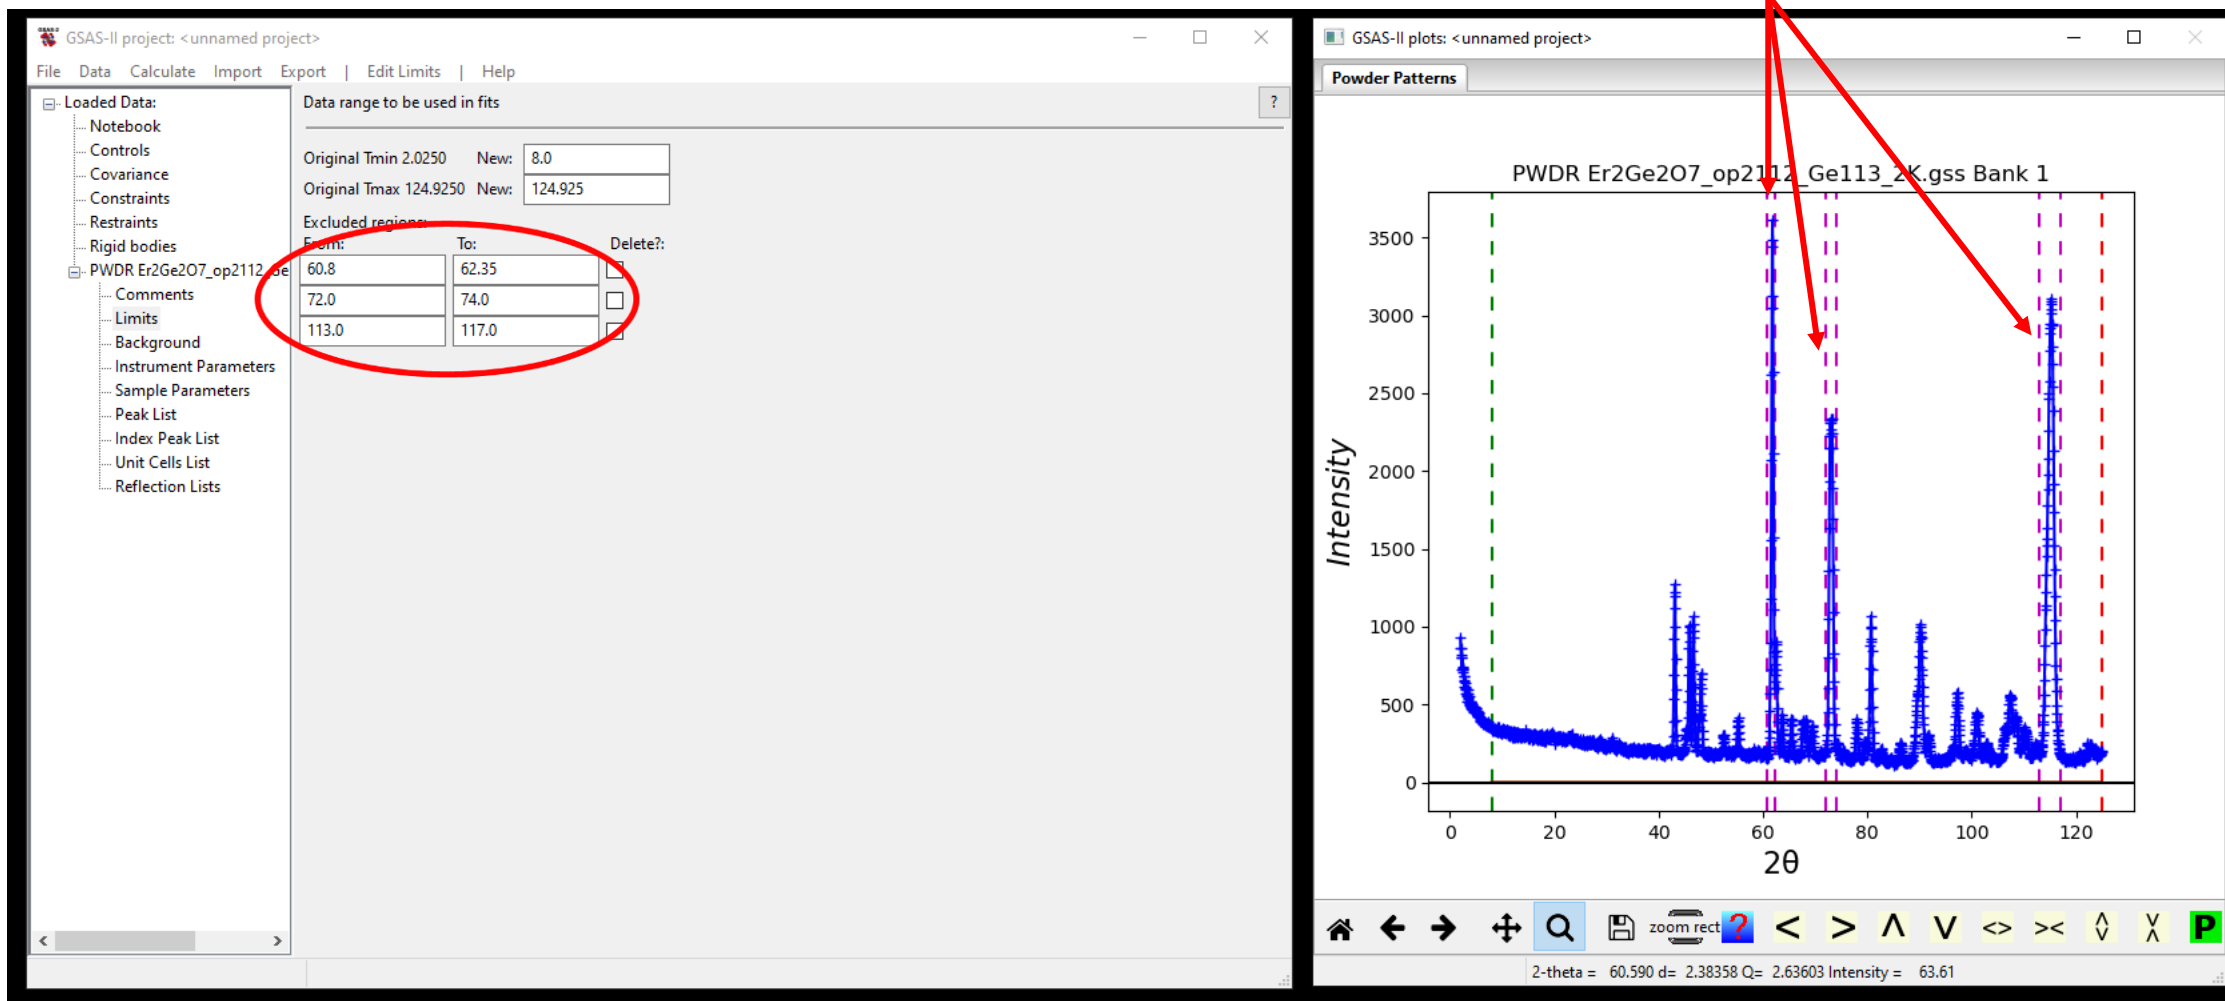 GSAS-II project: <unnamed project>
File Data Calculate Import Export | Edit Limits | Help
Loaded Data:
Notebook
Controls
Covariance
Constraints
Restraints
Rigid bodies
PWDR Er2Ge2O7_op2112_Ge
Comments
Limits
Background
Instrument Parameters
Sample Parameters
Peak List
Index Peak List
Unit Cells List
Reflection Lists
Data range to be used in fits
?
Original Tmin 2.0250 New: 8.0
Original Tmax 124.9250 New: 124.925
Excluded regions:
From: To: Delete?:
60.8 62.35
72.0 74.0
113.0 117.0
GSAS-II plots: <unnamed project>
Powder Patterns
PWDR Er2Ge2O7_op2112_Ge113_2K.gss Bank 1
Intensity
3500
3000
2500
2000
1500
1000
500
0
0 20 40 60 80 100 120
2θ
zoom rect ? < > Λ V <> >< P
2-theta = 60.590 d= 2.38358 Q= 2.63603 Intensity = 63.61